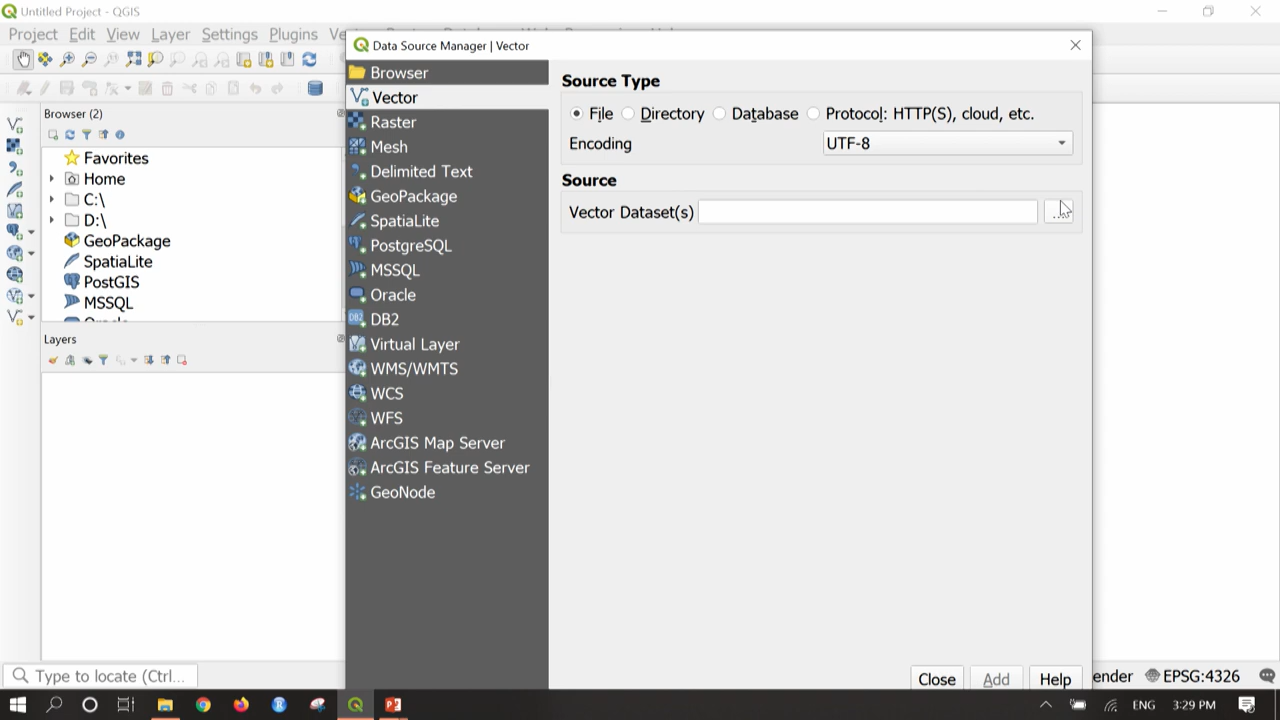 Untitled Project - QGIS
Project Edit View Layer Settings Plugins
Data Source Manager | Vector
Browser
Vector
Raster
Mesh
Delimited Text
GeoPackage
SpatiaLite
PostgreSQL
MSSQL
Oracle
DB2
Virtual Layer
WMS/WMTS
WCS
WFS
ArcGIS Map Server
ArcGIS Feature Server
GeoNode
Source Type
File Directory Database Protocol: HTTP(S), cloud, etc.
Encoding UTF-8
Source
Vector Dataset(s)
Close Add Help
Browser (2)
Favorites
Home
C:\
D:\
GeoPackage
SpatiaLite
PostGIS
MSSQL
Layers
Type to locate (Ctrl...
ender EPSG:4326
ENG 3:29 PM